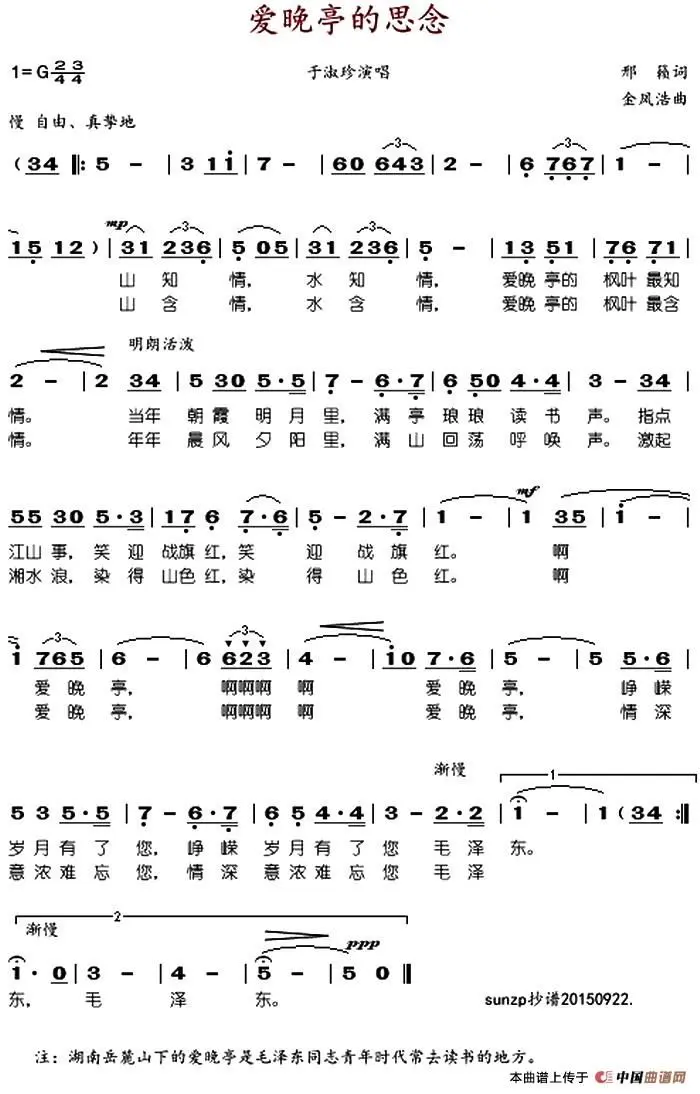 爱晚亭的思念
1=G 2/4 3/4 于淑珍演唱 邢籁词
金凤浩曲
慢 自由、真挚地
(34 ‖: 5 - | 3 1 1 | 7 - | 60 643 | 2 - | 6 767 | 1 -
15 12 ) | 31 236 | 5 05 | 31 236 | 5 - | 13 51 | 76 71 |
mp
山 知 情, 水 知 情, 爱晚 亭的 枫叶 最知
山 含 情, 水 含 情, 爱晚 亭的 枫叶 最含
明朗活泼
2 - | 2 34 | 5 30 5·5 | 7 - 6·7 | 6 50 4·4 | 3 - 34 |
情。 当年 朝霞 明月 里, 满亭 琅琅 读书 声。 指点
情。 年年 晨风 夕阳 里, 满山 回荡 呼唤 声。 激起
mf
55 30 5·3 | 17 6 7·6 | 5 - 2·7 | 1 - | 1 35 | 1 -
江山 事, 笑迎 战旗 红, 笑 迎 战旗 红。 啊
湘水 浪, 染得 山色 红, 染 得 山色 红。 啊
1 765 | 6 - | 6 623 | 4 - | 10 7·6 | 5 - | 5 5·6 |
爱晚亭, 啊啊啊 啊 爱晚 亭, 峥嵘
爱晚亭, 啊啊啊 啊 爱晚 亭, 情深
渐慢 1
5 3 5·5 | 7 - 6·7 | 6 5 4·4 | 3 - 2·2 | 1 - | 1 ( 34 :‖
岁月有了 您, 峥嵘 岁月有了 您 毛泽 东。
意浓难忘 您, 情深 意浓难忘 您 毛泽
2
渐慢
ppp
1·0 | 3 - | 4 - | 5 - | 5 0 ‖
东, 毛 泽 东。
sunzp抄谱20150922.
注:湖南岳麓山下的爱晚亭是毛泽东同志青年时代常去读书的地方。
本曲谱上传于 中国曲谱网